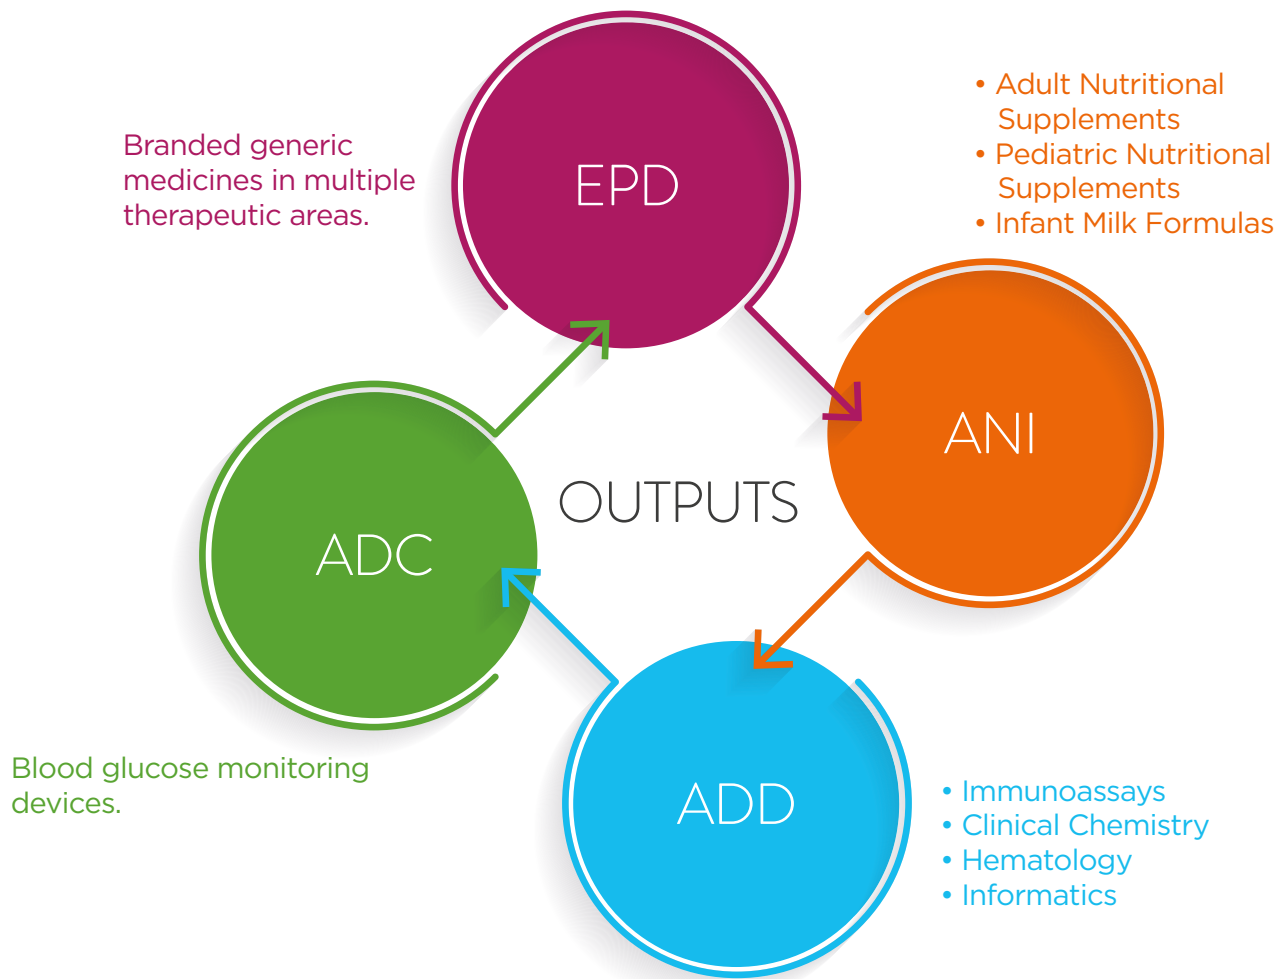 EPD
Branded generic
medicines in multiple
therapeutic areas.
• Adult Nutritional
Supplements
• Pediatric Nutritional
Supplements
• Infant Milk Formulas
ANI
OUTPUTS
ADC
Blood glucose monitoring
devices.
ADD
• Immunoassays
• Clinical Chemistry
• Hematology
• Informatics